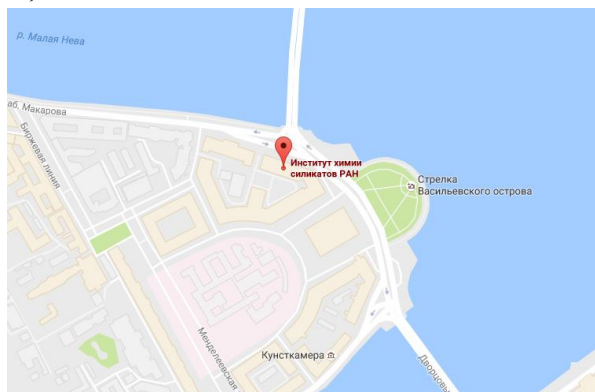 р. Малая Нева
аб. Макарова
Биржевая линия
Институт химии
силикатов РАН
Стрелка
Васильевского острова
Менделеевская
Кунсткамера
Дворцовы